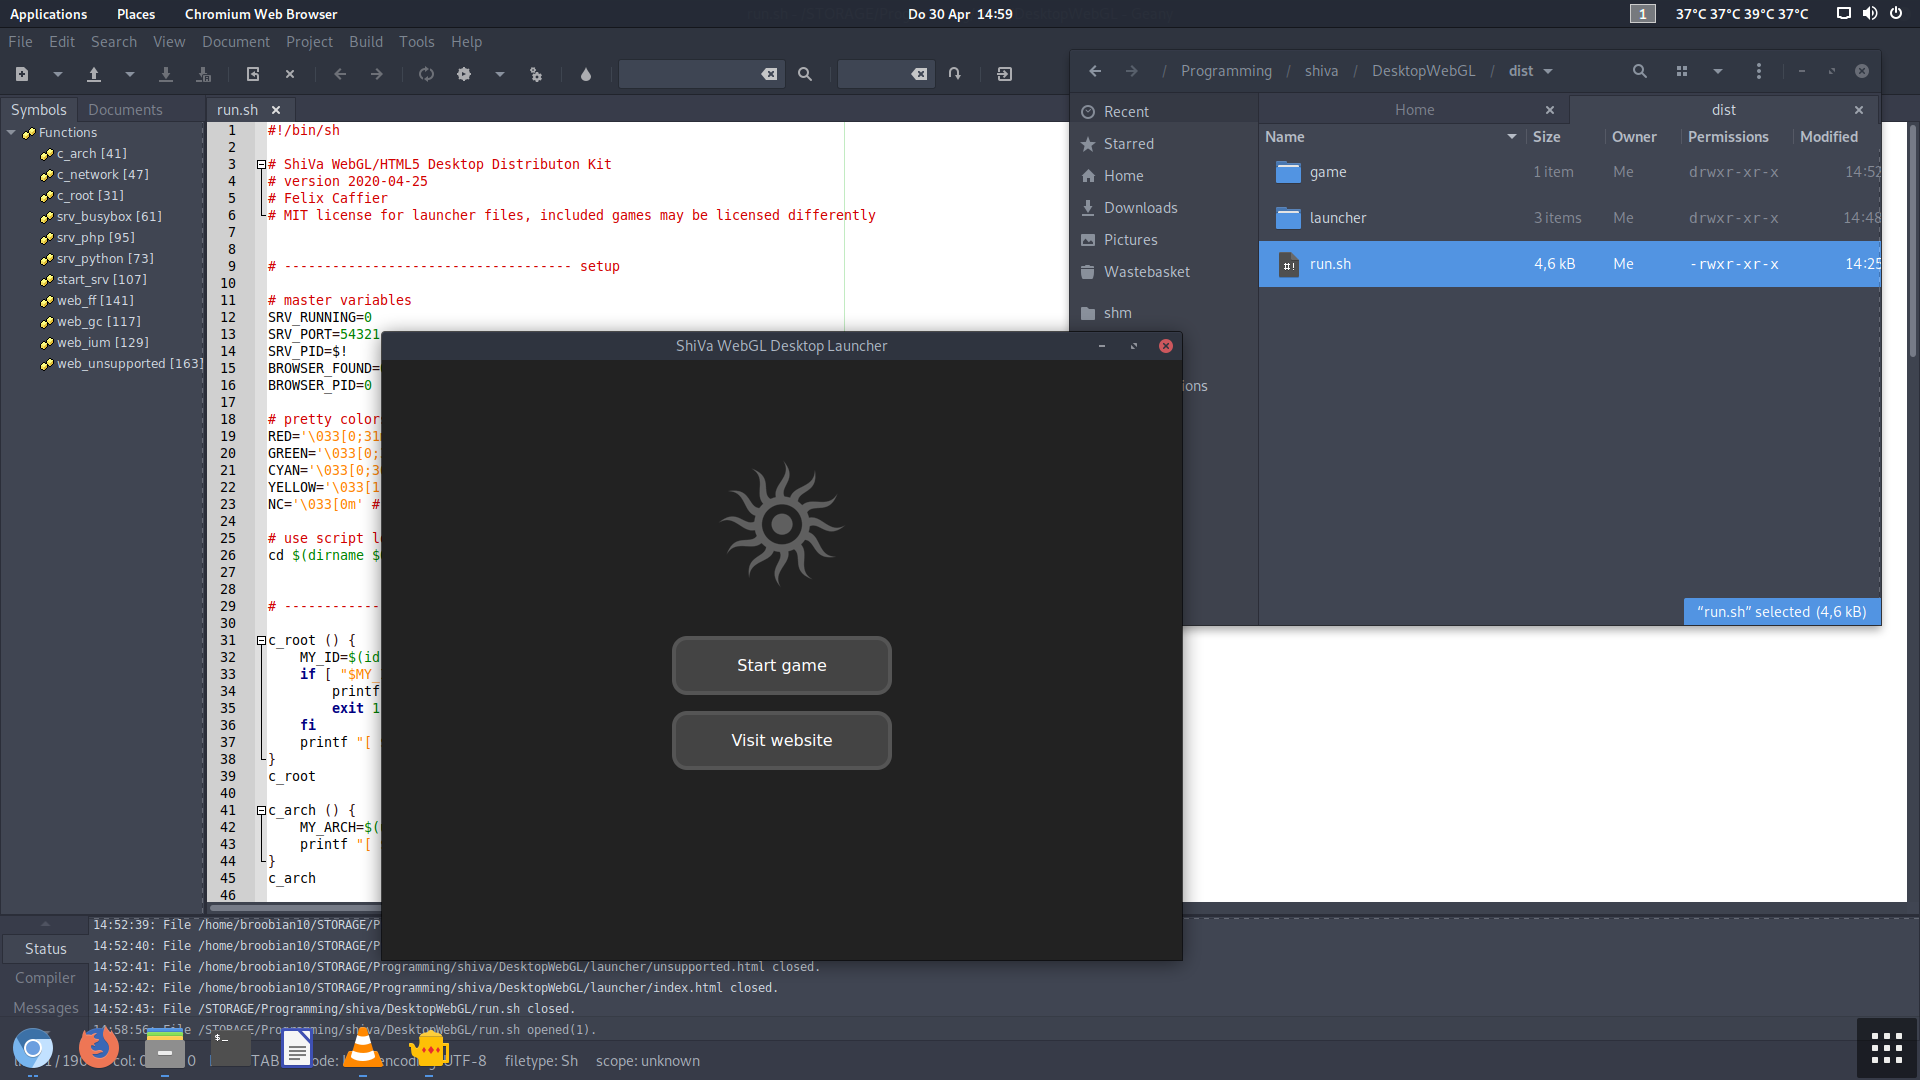 Applications Places Chromium Web Browser Do 30 Apr 14:59 1 37°C 37°C 39°C 37°C
File Edit Search View Document Project Build Tools Help
Symbols Documents
Functions
c_arch [41]
c_network [47]
c_root [31]
srv_busybox [61]
srv_php [95]
srv_python [73]
start_srv [107]
web_ff [141]
web_gc [117]
web_ium [129]
web_unsupported [163]
run.sh
1 #!/bin/sh
2
3 # ShiVa WebGL/HTML5 Desktop Distributon Kit
4 # version 2020-04-25
5 # Felix Caffier
6 # MIT license for launcher files, included games may be licensed differently
7
8
9 # ------------------------------------ setup
10
11 # master variables
12 SRV_RUNNING=0
13 SRV_PORT=54321
14 SRV_PID=$!
15 BROWSER_FOUND=
16 BROWSER_PID=0
17
18 # pretty color
19 RED='\033[0;31
20 GREEN='\033[0;
21 CYAN='\033[0;3
22 YELLOW='\033[1
23 NC='\033[0m' #
24
25 # use script l
26 cd $(dirname $
27
28
29 # ------------
30
31 c_root () {
32 MY_ID=$(id
33 if [ "$MY_
34 printf
35 exit 1
36 fi
37 printf "[
38 }
39 c_root
40
41 c_arch () {
42 MY_ARCH=$(
43 printf "[
44 }
45 c_arch
46
/ Programming / shiva / DesktopWebGL / dist
Recent
Starred
Home
Downloads
Pictures
Wastebasket
shm
ions
Home dist
Name Size Owner Permissions Modified
game 1 item Me drwxr-xr-x 14:52
launcher 3 items Me drwxr-xr-x 14:48
run.sh 4,6 kB Me -rwxr-xr-x 14:25
“run.sh” selected (4,6 kB)
ShiVa WebGL Desktop Launcher
Start game
Visit website
Status
Compiler
Messages
14:52:39: File /home/broobian10/STORAGE/P
14:52:40: File /home/broobian10/STORAGE/P
14:52:41: File /home/broobian10/STORAGE/Programming/shiva/DesktopWebGL/launcher/unsupported.html closed.
14:52:42: File /home/broobian10/STORAGE/Programming/shiva/DesktopWebGL/launcher/index.html closed.
14:52:43: File /STORAGE/Programming/shiva/DesktopWebGL/run.sh closed.
14:58:56: File /STORAGE/Programming/shiva/DesktopWebGL/run.sh opened(1).
/ 190 col: 0 TAB encoding: UTF-8 filetype: Sh scope: unknown